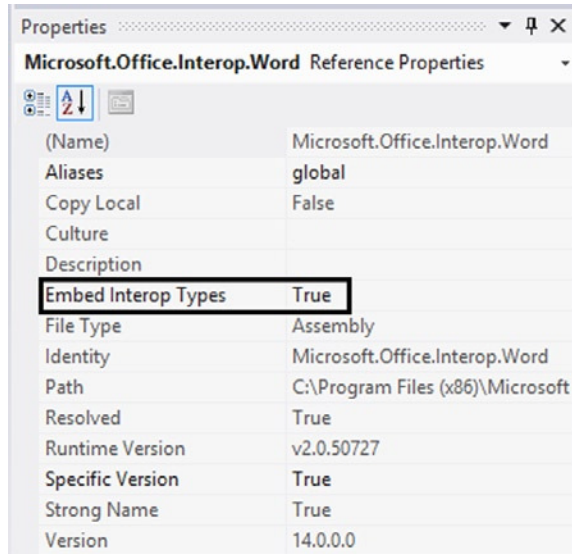 Properties
Microsoft.Office.Interop.Word Reference Properties
(Name) Microsoft.Office.Interop.Word
Aliases global
Copy Local False
Culture
Description
Embed Interop Types True
File Type Assembly
Identity Microsoft.Office.Interop.Word
Path C:\Program Files (x86)\Microsoft
Resolved True
Runtime Version v2.0.50727
Specific Version True
Strong Name True
Version 14.0.0.0